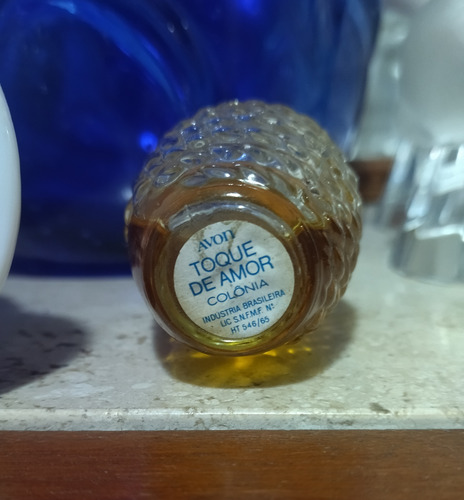 AVON
TOQUE
DE AMOR
COLÔNIA
INDUSTRIA BRASILEIRA
LIC S.N.F.M.F. Nº
HT 546/65